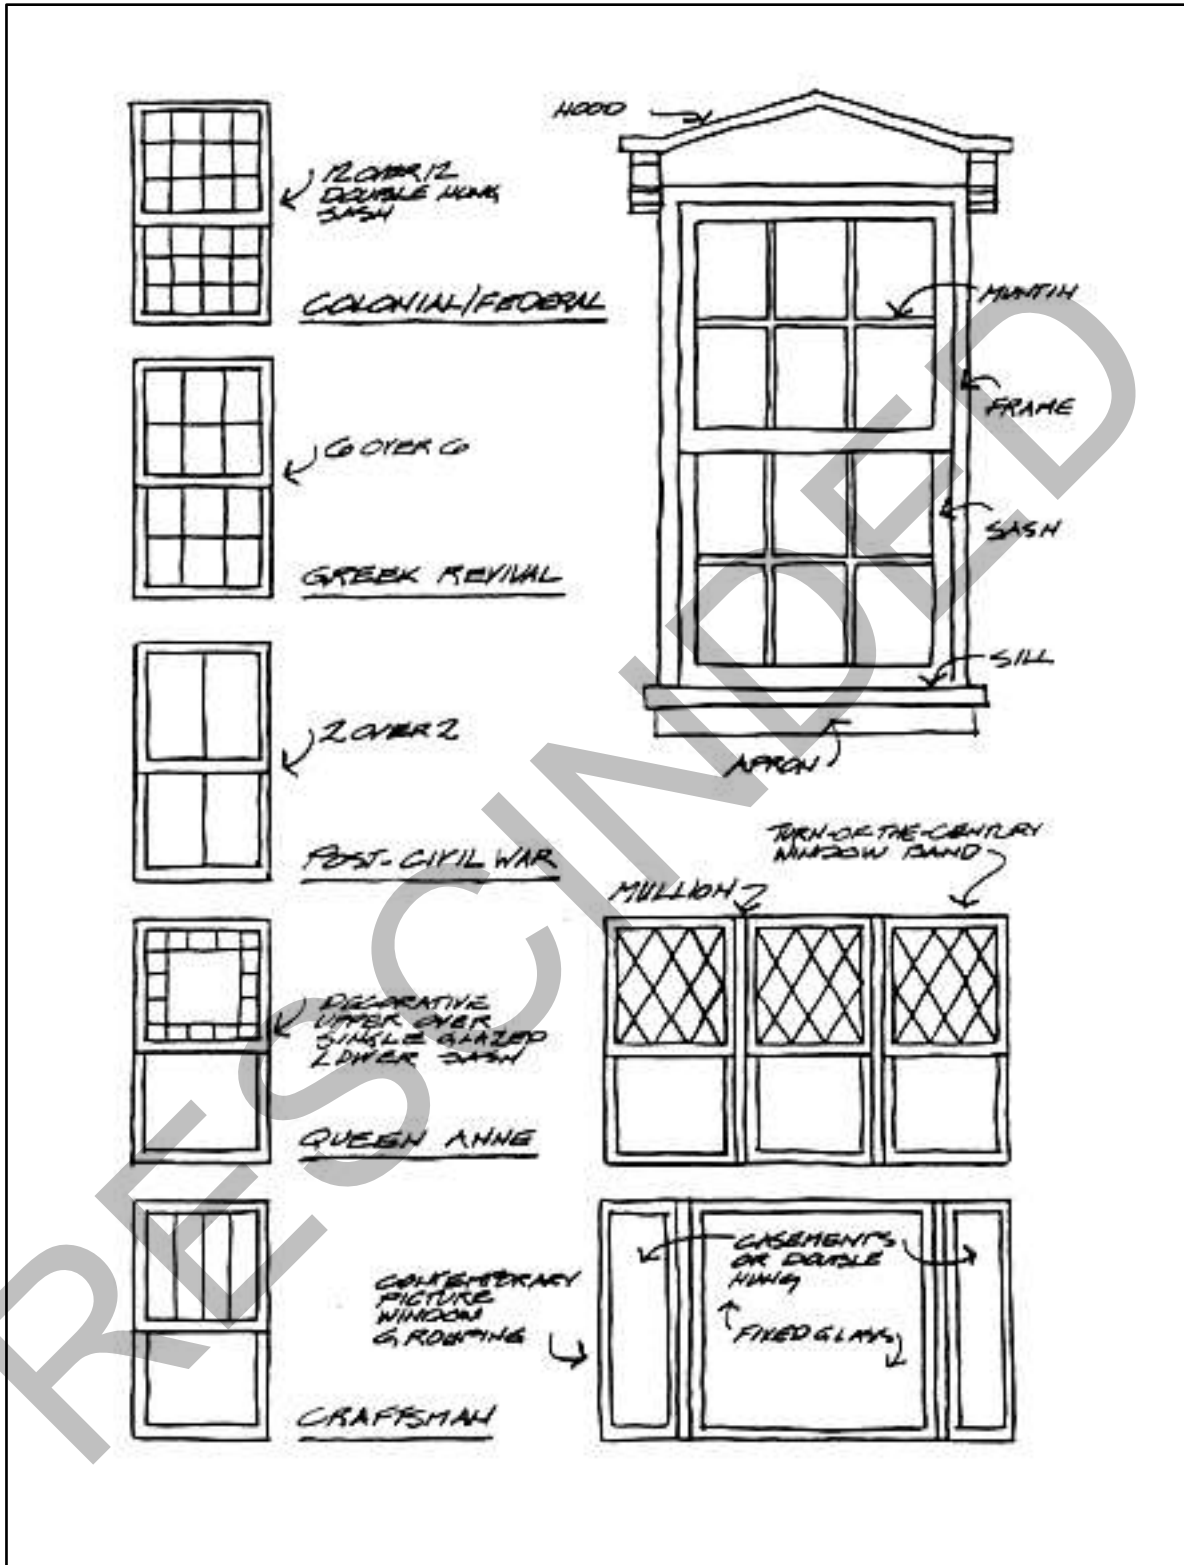 12 OVER 12
DOUBLE HUNG
SASH
COLONIAL/FEDERAL
6 OVER 6
GREEK REVIVAL
2 OVER 2
POST-CIVIL WAR
DECORATIVE
UPPER OVER
SINGLE GLAZED
LOWER SASH
QUEEN ANNE
CRAFTSMAN
HOOD
MUNTIN
FRAME
SASH
SILL
APRON
TURN-OF-THE-CENTURY
WINDOW BAND
MULLION
CONTEMPORARY
PICTURE
WINDOW
GROUPING
CASEMENTS
OR DOUBLE
HUNG
FIXED GLASS
RESCINDED